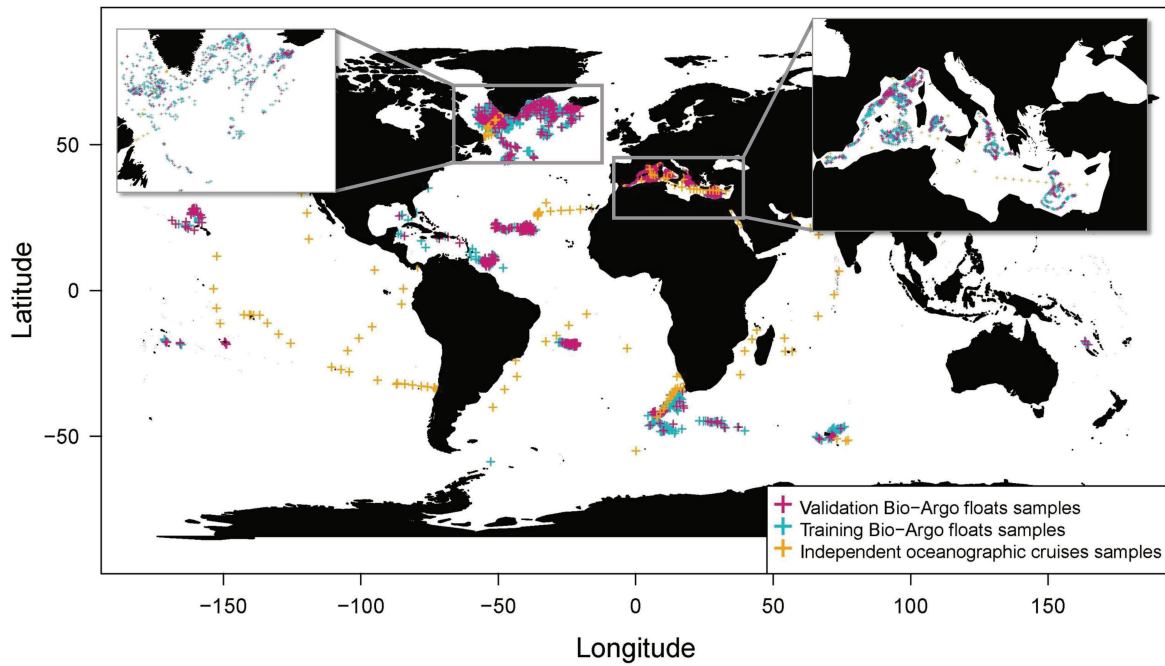 Latitude
50
0
−50
Validation Bio−Argo floats samples
Training Bio−Argo floats samples
Independent oceanographic cruises samples
−150 −100 −50 0 50 100 150
Longitude